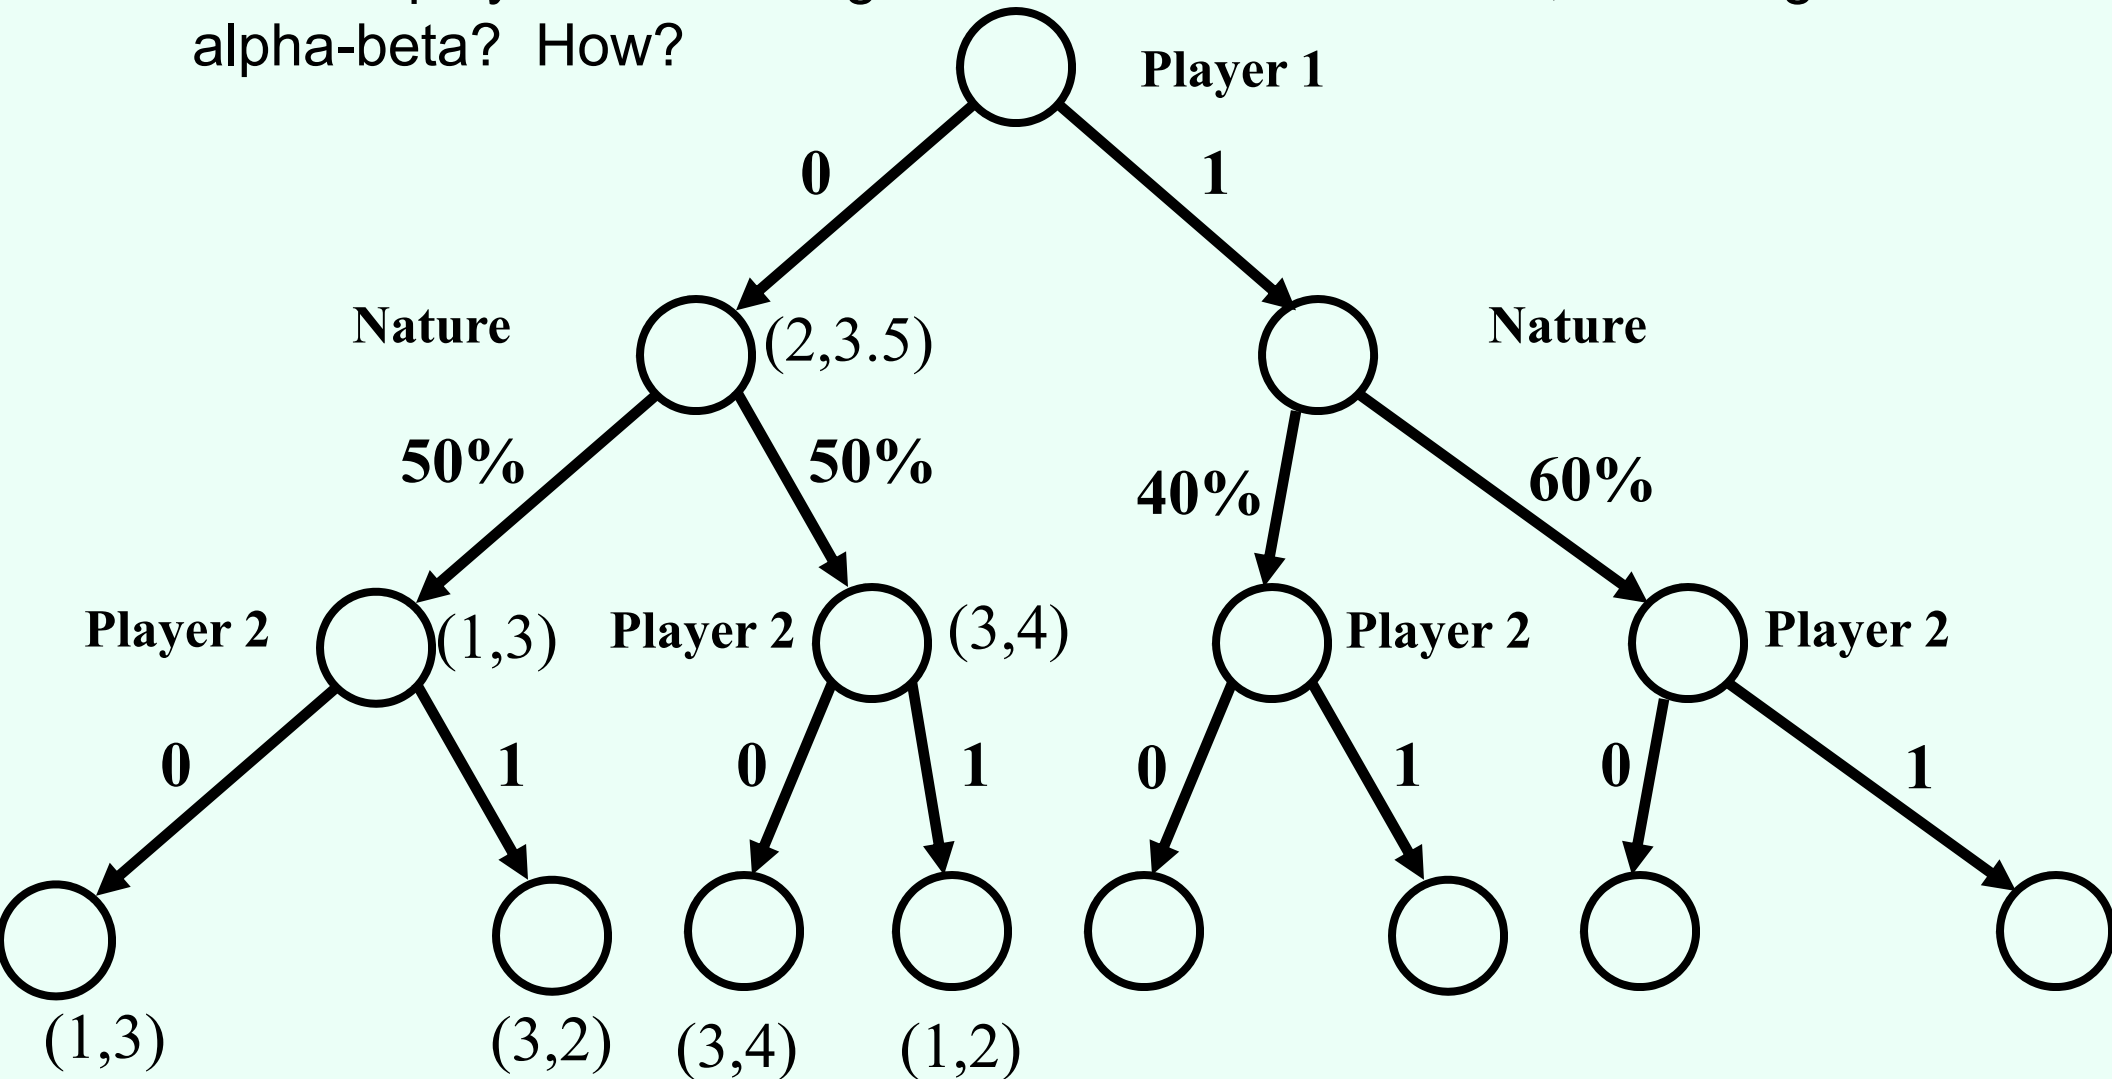 alpha-beta? How?
Player 1
0 1
Nature (2,3.5) Nature
50% 50% 40% 60%
Player 2 (1,3) Player 2 (3,4) Player 2 Player 2
0 1 0 1 0 1 0 1
(1,3) (3,2) (3,4) (1,2)